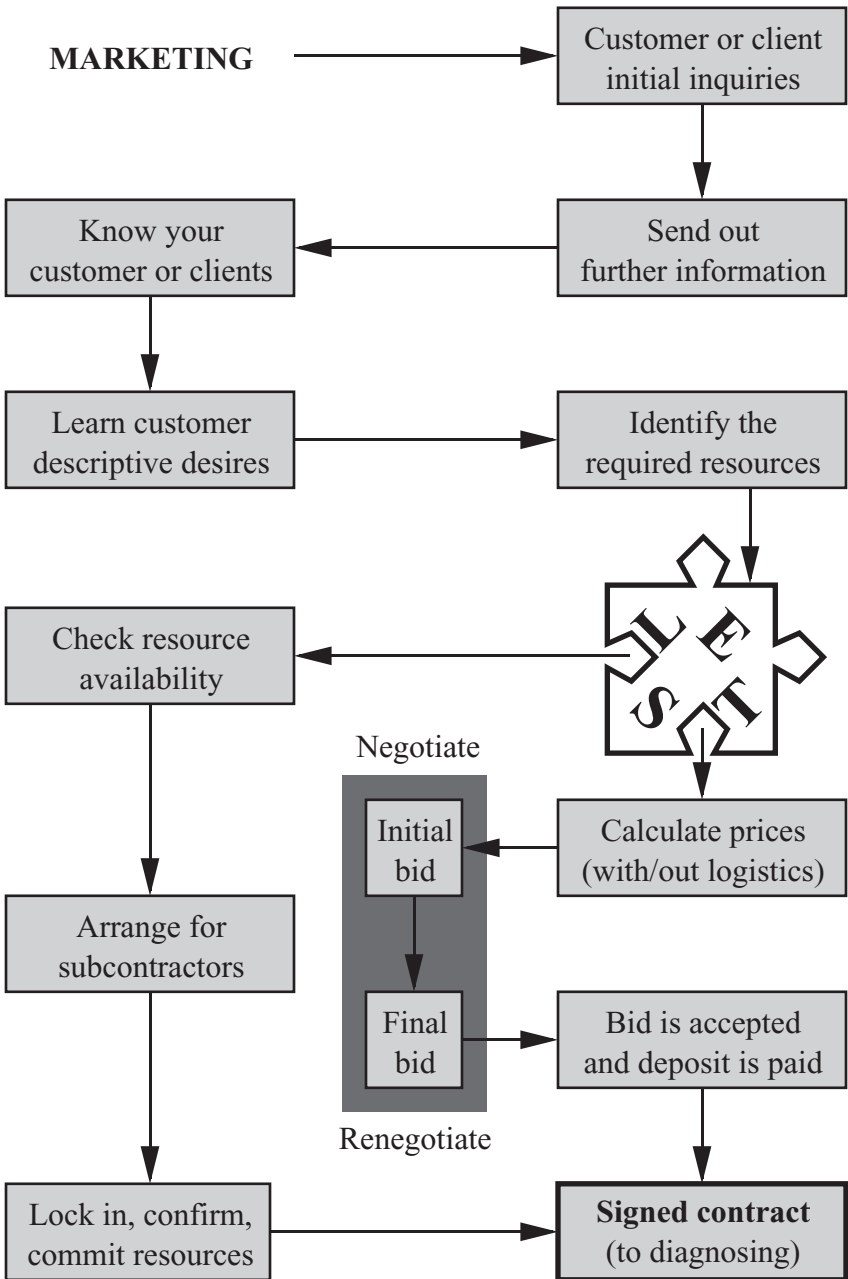 MARKETING
Customer or client
initial inquiries
Know your
customer or clients
Send out
further information
Learn customer
descriptive desires
Identify the
required resources
L E
S T
Check resource
availability
Negotiate
Initial
bid
Calculate prices
(with/out logistics)
Arrange for
subcontractors
Final
bid
Bid is accepted
and deposit is paid
Renegotiate
Lock in, confirm,
commit resources
Signed contract
(to diagnosing)